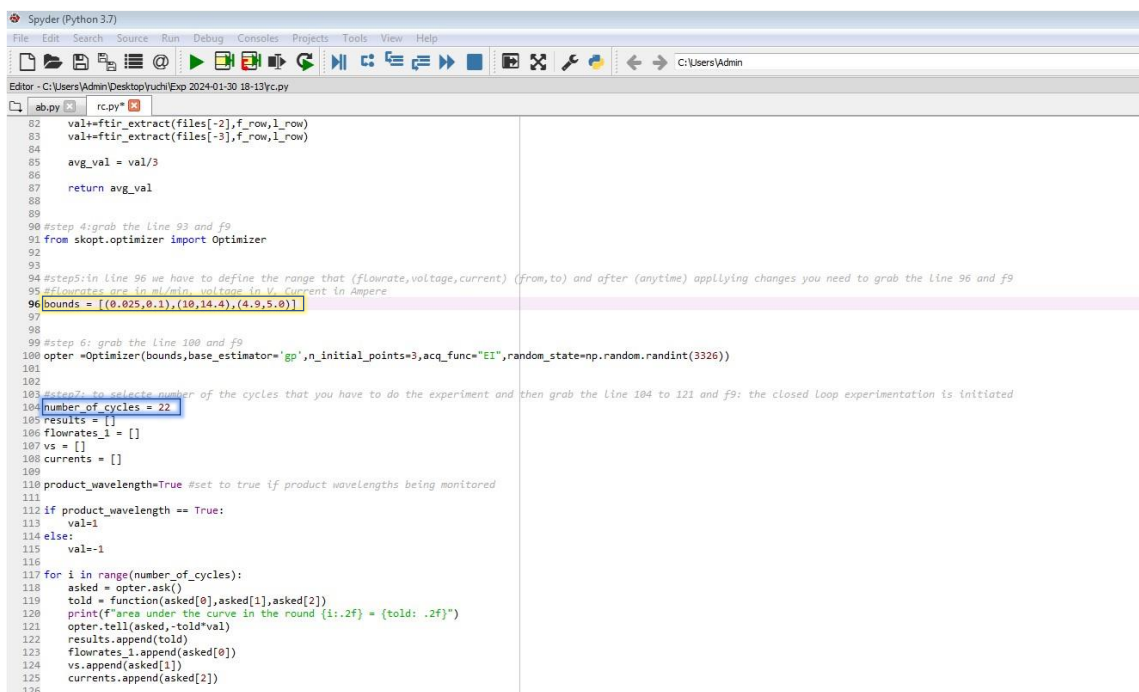 Spyder (Python 3.7)
File Edit Search Source Run Debug Consoles Projects Tools View Help
C:\Users\Admin
Editor - C:\Users\Admin\Desktop\ruchi\Exp 2024-01-30 18-13\rc.py
ab.py rc.py*
82 val+=ftir_extract(files[-2],f_row,l_row)
83 val+=ftir_extract(files[-3],f_row,l_row)
84
85 avg_val = val/3
86
87 return avg_val
88
89
90 #step 4:grab the line 93 and f9
91 from skopt.optimizer import Optimizer
92
93
94 #step5:in line 96 we have to define the range that (flowrate,voltage,current) (from,to) and after (anytime) appllying changes you need to grab the line 96 and f9
95 #flowrates are in ml/min, voltage in V, Current in Ampere
96 bounds = [(0.025,0.1),(10,14.4),(4.9,5.0)]
97
98
99 #step 6: grab the line 100 and f9
100 opter =Optimizer(bounds,base_estimator='gp',n_initial_points=3,acq_func="EI",random_state=np.random.randint(3326))
101
102
103 #step7: to selecte number of the cycles that you have to do the experiment and then grab the line 104 to 121 and f9: the closed loop experimentation is initiated
104 number_of_cycles = 22
105 results = []
106 flowrates_1 = []
107 vs = []
108 currents = []
109
110 product_wavelength=True #set to true if product wavelengths being monitored
111
112 if product_wavelength == True:
113 val=1
114 else:
115 val=-1
116
117 for i in range(number_of_cycles):
118 asked = opter.ask()
119 told = function(asked[0],asked[1],asked[2])
120 print(f"area under the curve in the round {i:.2f} = {told: .2f}")
121 opter.tell(asked,-told*val)
122 results.append(told)
123 flowrates_1.append(asked[0])
124 vs.append(asked[1])
125 currents.append(asked[2])
126